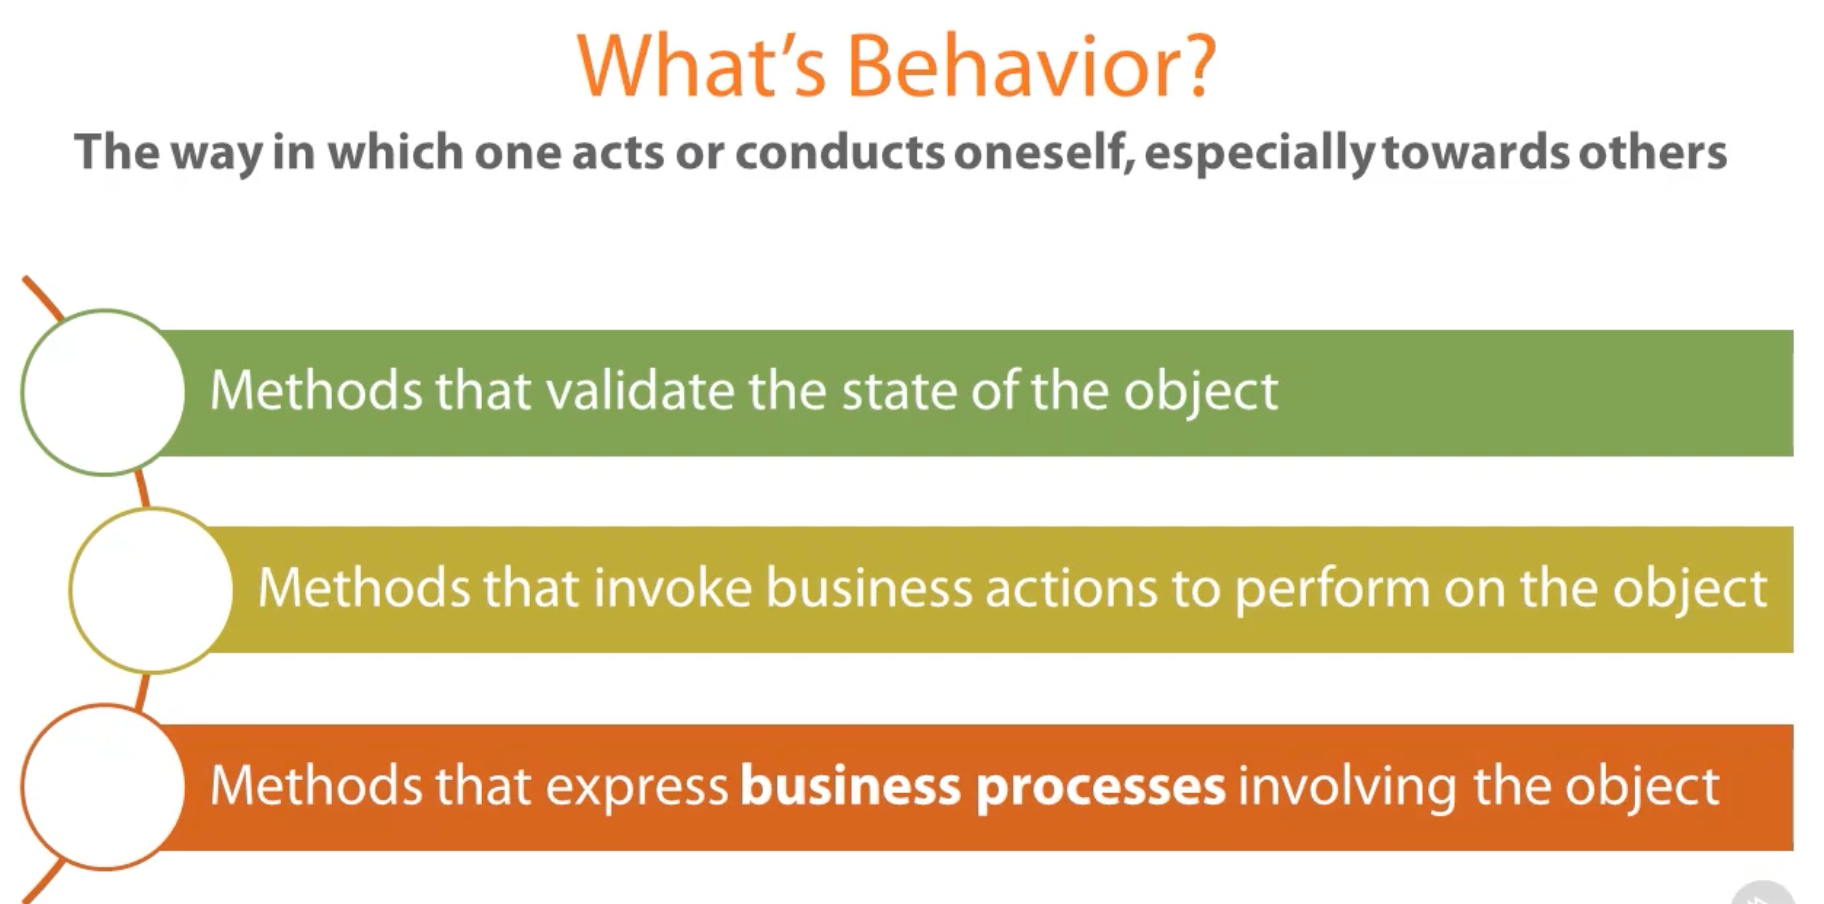 What’s Behavior?
The way in which one acts or conducts oneself, especially towards others
Methods that validate the state of the object
Methods that invoke business actions to perform on the object
Methods that express business processes involving the object